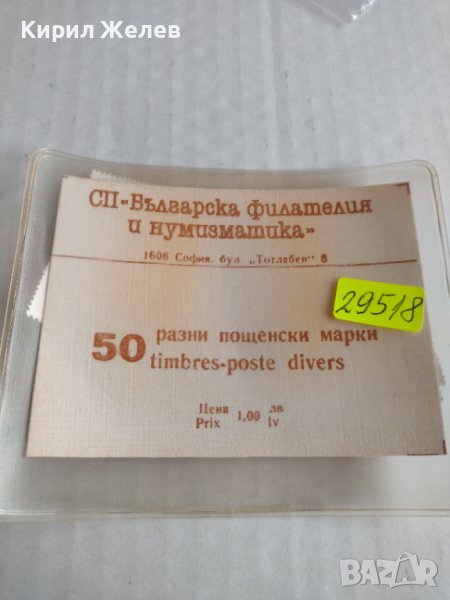 Кирил Желев
СП «Българска филателия
и нумизматика»
1606 София, бул. „Тотлебен“ 8
29518
50 разни пощенски марки
timbres-poste divers
Цена 1,00 лв
Prix lv
BAZAR